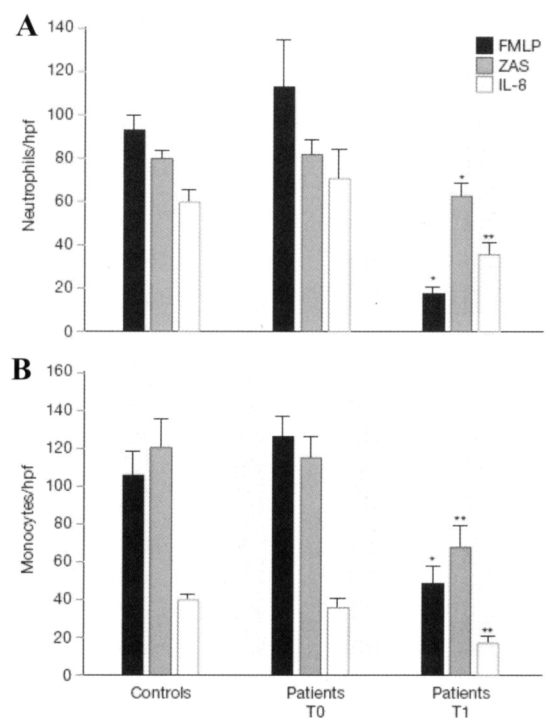 A
FMLP
ZAS
IL-8
Neutrophils/hpf
140
120
100
80
60
40
20
0
*
*
**
B
Monocytes/hpf
160
140
120
100
80
60
40
20
0
*
**
**
Controls
Patients
T0
Patients
T1